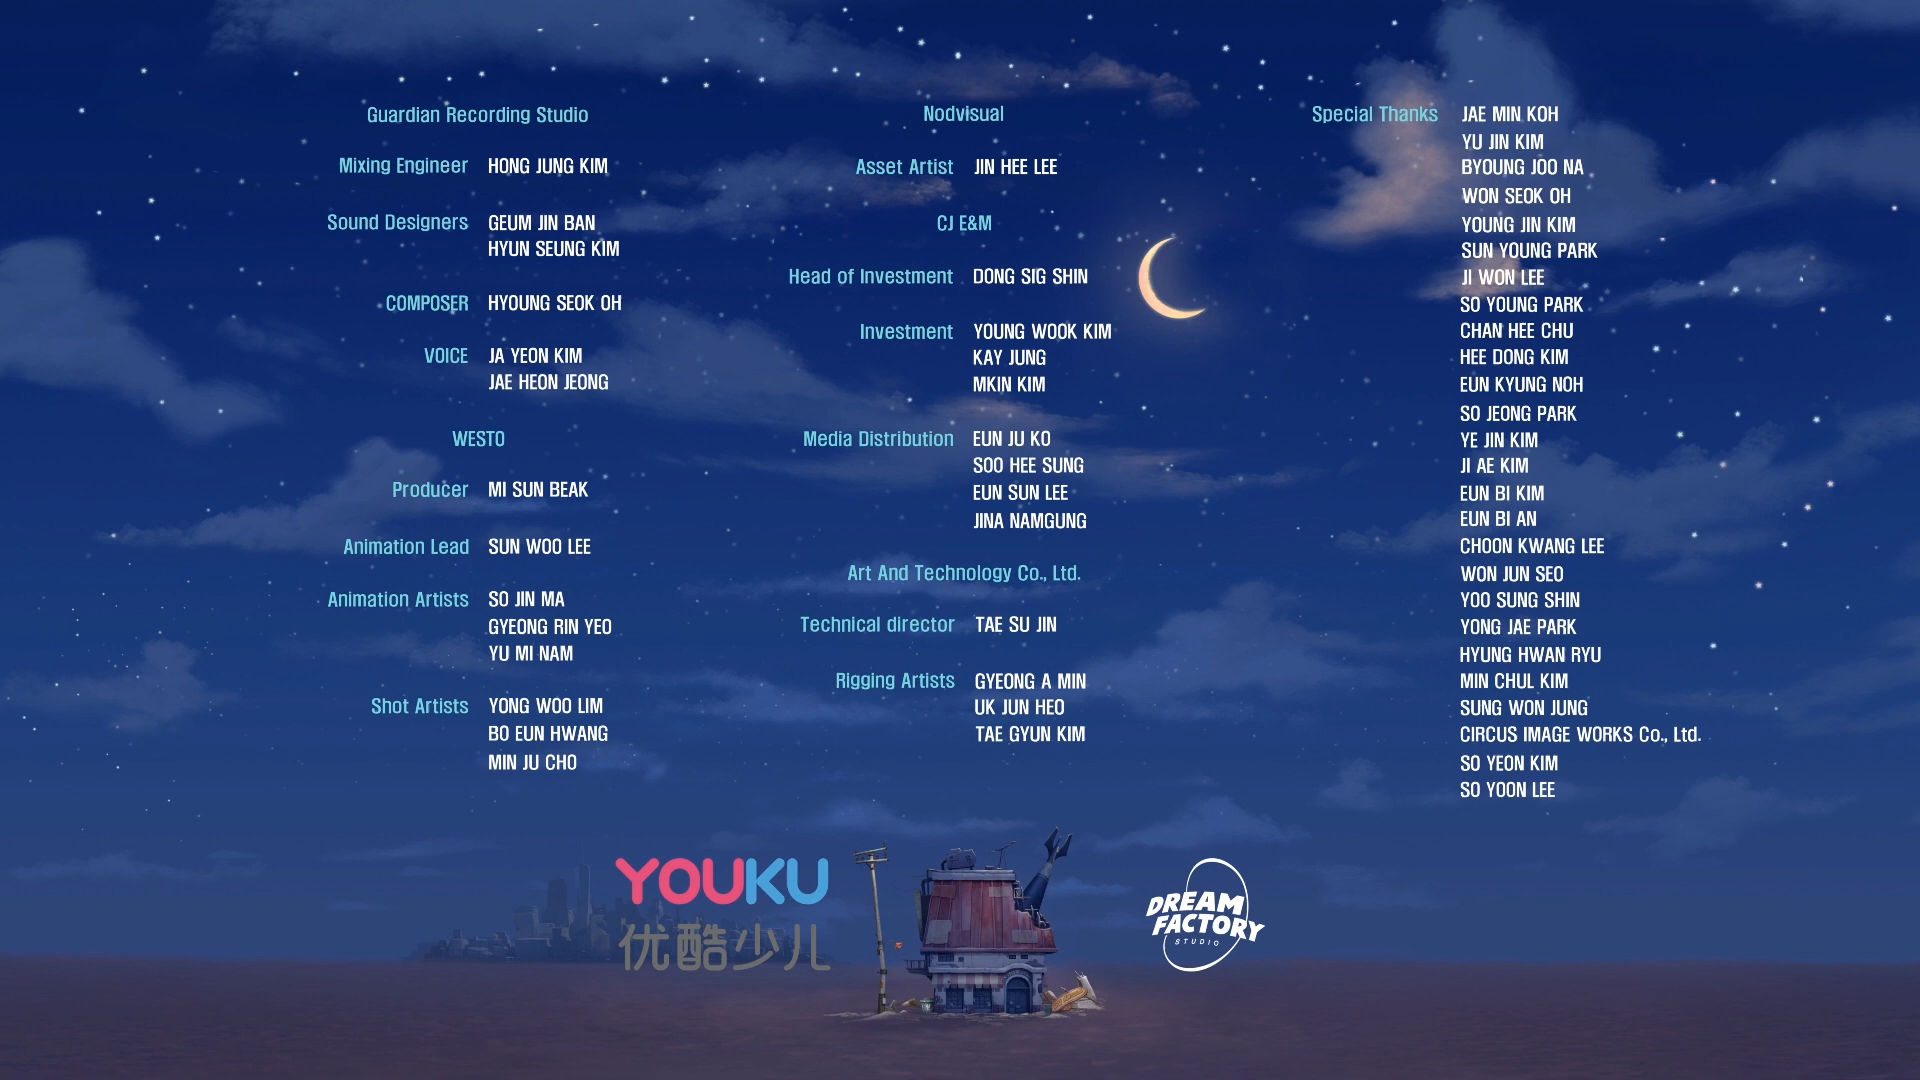 Guardian Recording Studio
Mixing Engineer HONG JUNG KIM
Sound Designers GEUM JIN BAN
HYUN SEUNG KIM
COMPOSER HYOUNG SEOK OH
VOICE JA YEON KIM
JAE HEON JEONG
WESTO
Producer MI SUN BEAK
Animation Lead SUN WOO LEE
Animation Artists SO JIN MA
GYEONG RIN YEO
YU MI NAM
Shot Artists YONG WOO LIM
BO EUN HWANG
MIN JU CHO
Nodvisual
Asset Artist JIN HEE LEE
CJ E&M
Head of Investment DONG SIG SHIN
Investment YOUNG WOOK KIM
KAY JUNG
MKIN KIM
Media Distribution EUN JU KO
SOO HEE SUNG
EUN SUN LEE
JINA NAMGUNG
Art And Technology Co., Ltd.
Technical director TAE SU JIN
Rigging Artists GYEONG A MIN
UK JUN HEO
TAE GYUN KIM
Special Thanks JAE MIN KOH
YU JIN KIM
BYOUNG JOO NA
WON SEOK OH
YOUNG JIN KIM
SUN YOUNG PARK
JI WON LEE
SO YOUNG PARK
CHAN HEE CHU
HEE DONG KIM
EUN KYUNG NOH
SO JEONG PARK
YE JIN KIM
JI AE KIM
EUN BI KIM
EUN BI AN
CHOON KWANG LEE
WON JUN SEO
YOO SUNG SHIN
YONG JAE PARK
HYUNG HWAN RYU
MIN CHUL KIM
SUNG WON JUNG
CIRCUS IMAGE WORKS Co., Ltd.
SO YEON KIM
SO YOON LEE
YOUKU
优酷少儿
DREAM
FACTORY
STUDIO